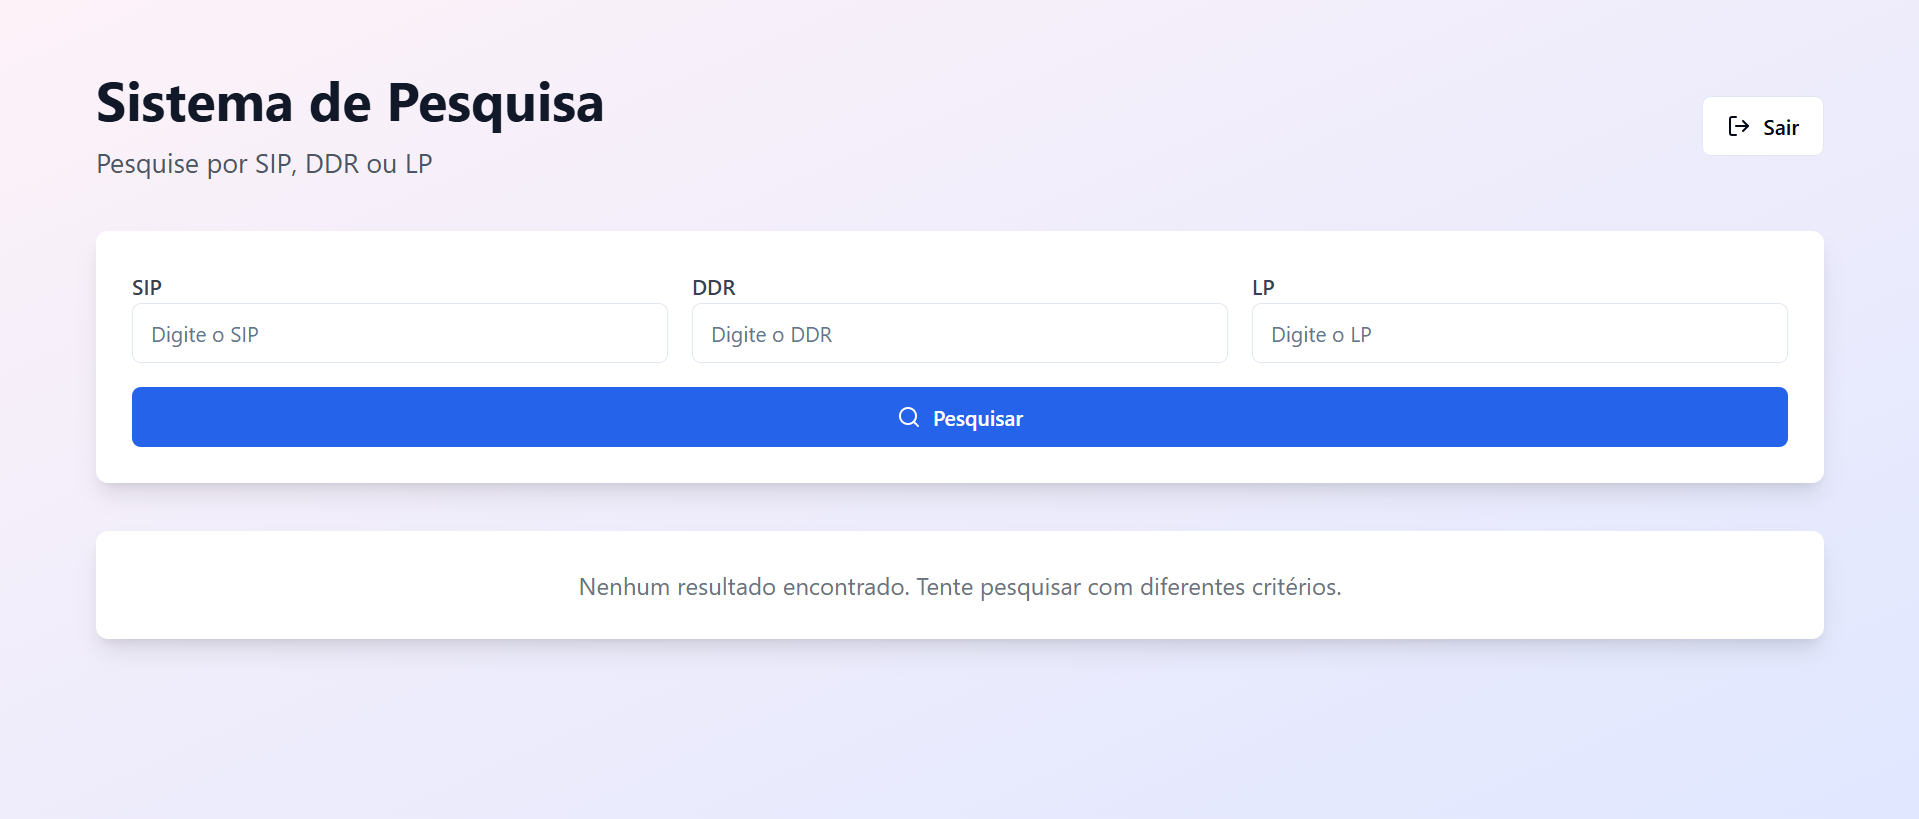 Sistema de Pesquisa
Pesquise por SIP, DDR ou LP
Sair
SIP
Digite o SIP
DDR
Digite o DDR
LP
Digite o LP
Pesquisar
Nenhum resultado encontrado. Tente pesquisar com diferentes critérios.